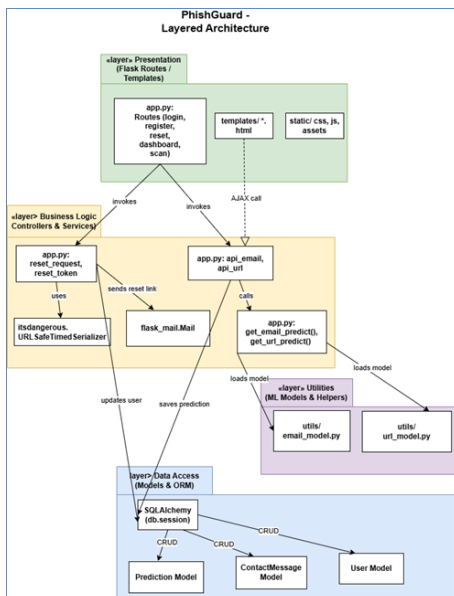 PhishGuard -
Layered Architecture
«layer» Presentation
(Flask Routes /
Templates)
app.py:
Routes (login,
register,
reset,
dashboard,
scan)
templates/ *.
html
static/ css, js,
assets
invokes
invokes
AJAX call
«layer> Business Logic
Controllers & Services)
app.py:
reset_request,
reset_token
app.py: api_email,
api_url
uses
sends reset link
calls
itsdangerous.
URLSafeTimedSerializer
flask_mail.Mail
app.py:
get_email_predict(),
get_url_predict()
loads model
loads model
updates user
saves prediction
«layer> Utilities
(ML Models & Helpers)
utils/
email_model.py
utils/
url_model.py
layer> Data Access
(Models & ORM)
SQLAlchemy
(db.session)
CRUD
CRUD
CRUD
Prediction Model
ContactMessage
Model
User Model